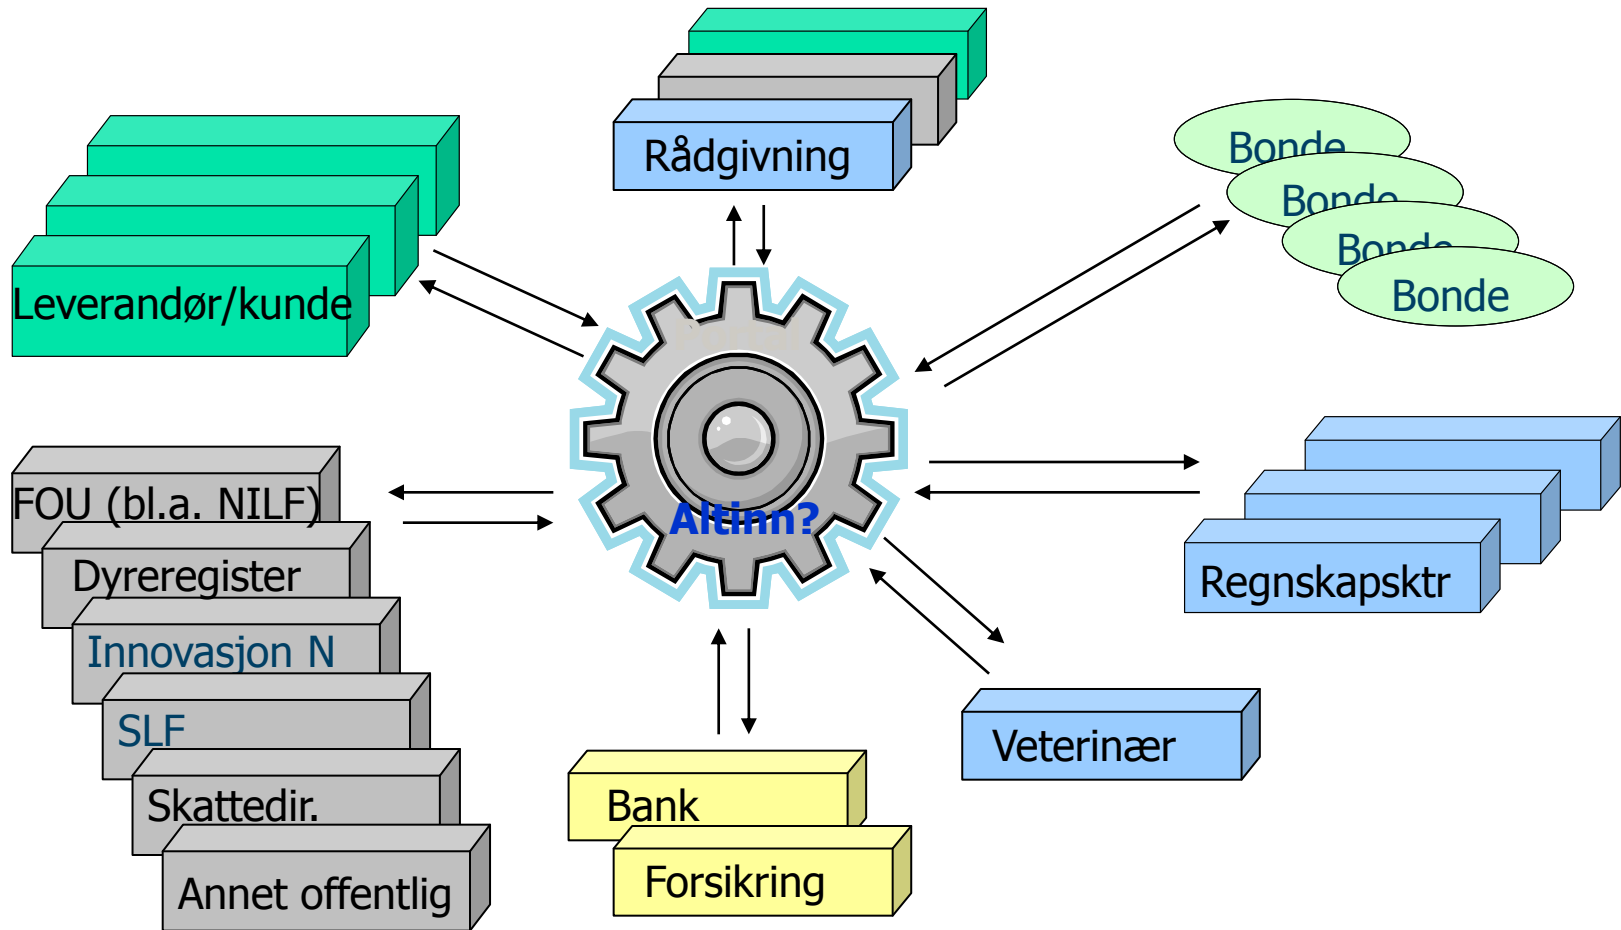 Rådgivning
Bonde
Bonde
Bonde
Bonde
Leverandør/kunde
Altinn?
FOU (bl.a. NILF)
Dyreregister
Innovasjon N
SLF
Skattedir.
Annet offentlig
Regnskapsktr
Veterinær
Bank
Forsikring